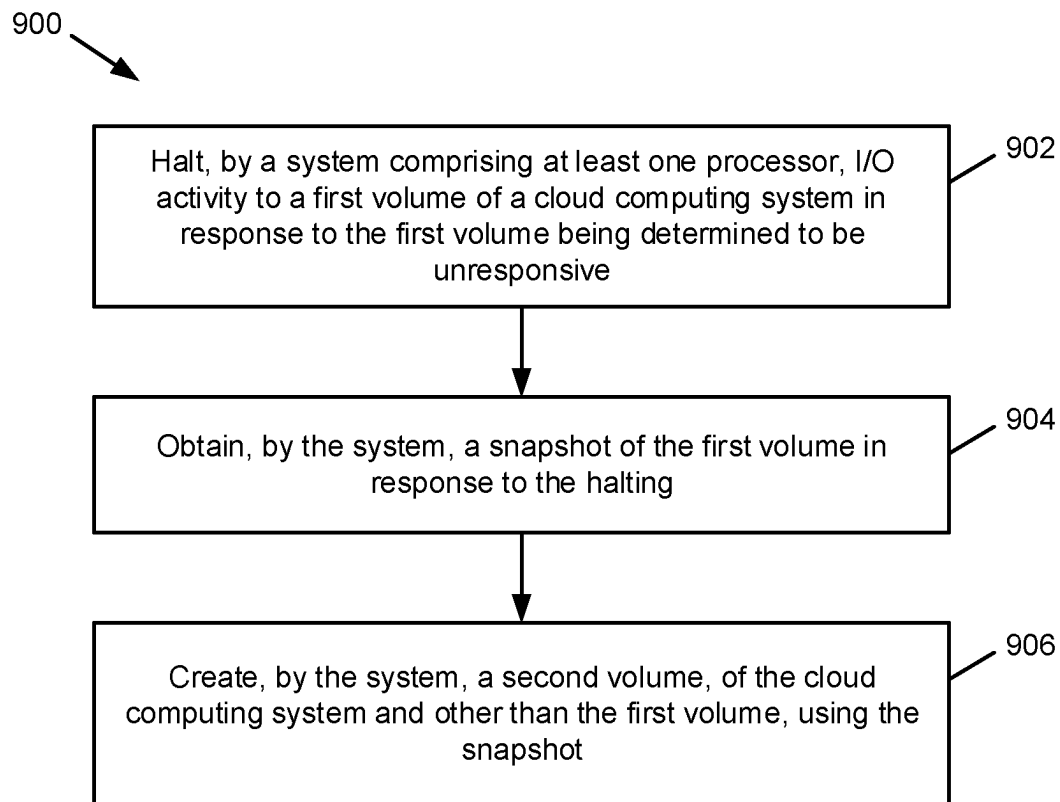 900
Halt, by a system comprising at least one processor, I/O
activity to a first volume of a cloud computing system in
response to the first volume being determined to be
unresponsive
902
Obtain, by the system, a snapshot of the first volume in
response to the halting
904
Create, by the system, a second volume, of the cloud
computing system and other than the first volume, using the
snapshot
906